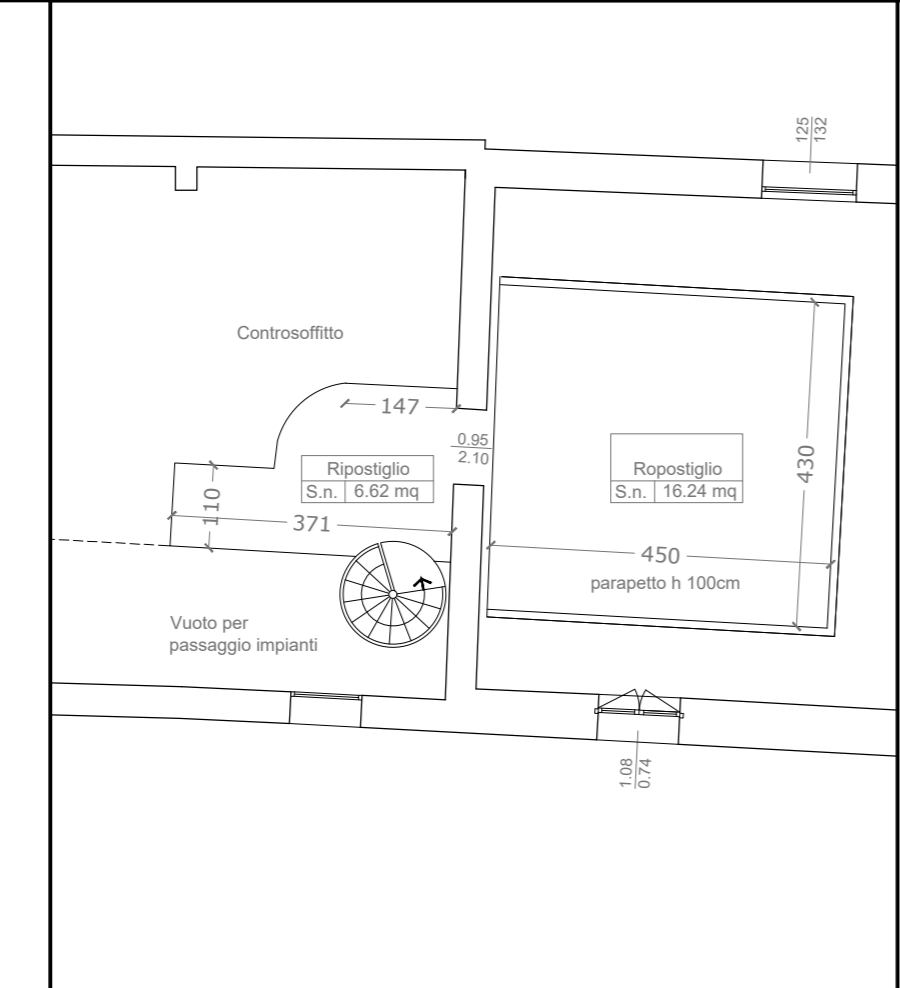 125
132
Controsoffitto
147
0.95
2.10
Ripostiglio
S.n. 6.62 mq
Ropostiglio
S.n. 16.24 mq
430
110
371
450
parapetto h 100cm
Vuoto per
passaggio impianti
1.08
0.74